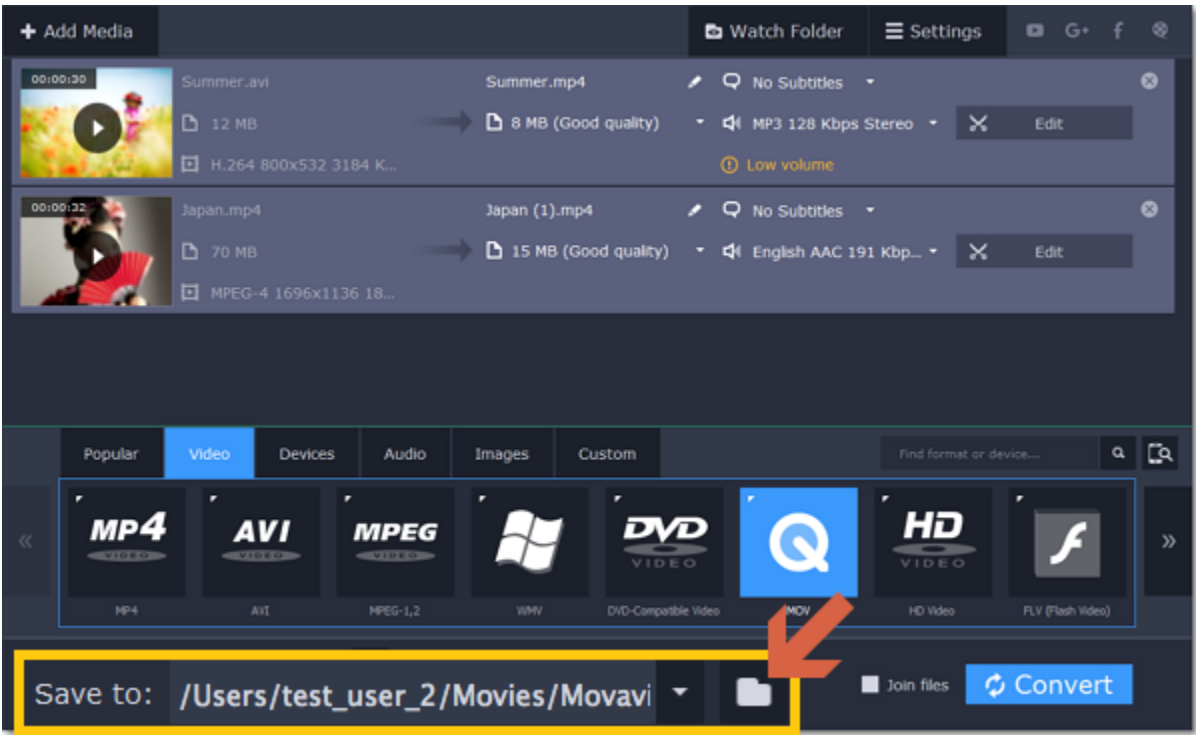 Add Media
Watch Folder
Settings
G+
f
00:00:30
Summer.avi
Summer.mp4
No Subtitles
12 MB
8 MB (Good quality)
MP3 128 Kbps Stereo
Edit
H.264 800x532 3184 K...
Low volume
00:00:32
Japan.mp4
Japan (1).mp4
No Subtitles
70 MB
15 MB (Good quality)
English AAC 191 Kbp...
Edit
MPEG-4 1696x1136 18...
Popular
Video
Devices
Audio
Images
Custom
Find format or device....
MP4
VIDEO
AVI
VIDEO
MPEG
VIDEO
DVD
VIDEO
HD
VIDEO
MP4
AVI
MPEG-1,2
WMV
DVD-Compatible Video
MOV
HD Video
FLV (Flash Video)
Save to:
/Users/test_user_2/Movies/Movavi
Join files
Convert